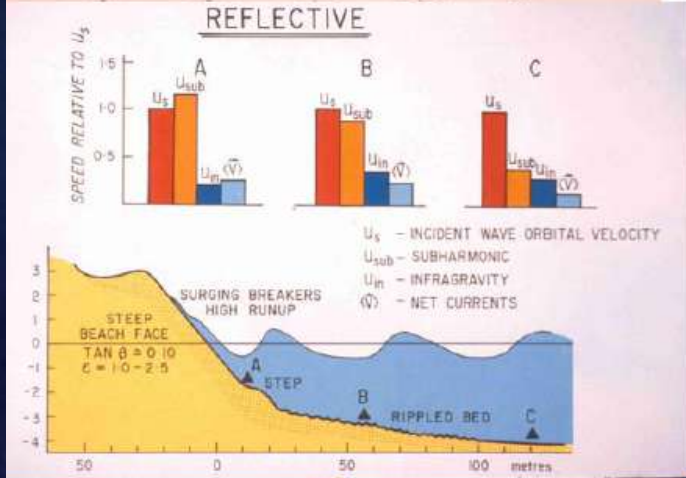 REFLECTIVE
SPEED RELATIVE TO Us
1·5
1·0
0·5
A
Us
Usub
Uin
(V̄)
B
Us
Usub
Uin
(V̄)
C
Us
Usub
Uin
(V̄)
Us – INCIDENT WAVE ORBITAL VELOCITY
Usub – SUBHARMONIC
Uin – INFRAGRAVITY
(V̄) – NET CURRENTS
3
2
1
0
-1
-2
-3
-4
SURGING BREAKERS
HIGH RUNUP
STEEP
BEACH FACE
TAN β = 0·10
ε = 1·0 – 2·5
A
STEP
B
RIPPLED BED
C
50
0
50
100
metres